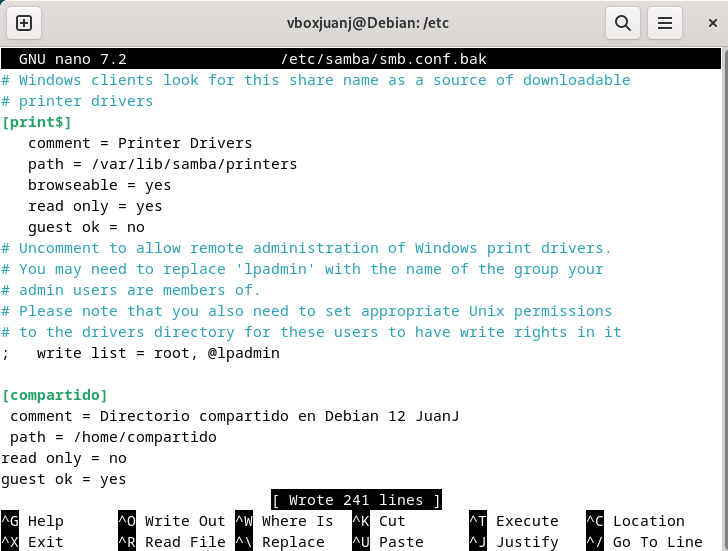 vboxjuanj@Debian: /etc
GNU nano 7.2 /etc/samba/smb.conf.bak
# Windows clients look for this share name as a source of downloadable
# printer drivers
[print$]
   comment = Printer Drivers
   path = /var/lib/samba/printers
   browseable = yes
   read only = yes
   guest ok = no
# Uncomment to allow remote administration of Windows print drivers.
# You may need to replace 'lpadmin' with the name of the group your
# admin users are members of.
# Please note that you also need to set appropriate Unix permissions
# to the drivers directory for these users to have write rights in it
;   write list = root, @lpadmin
[compartido]
 comment = Directorio compartido en Debian 12 JuanJ
 path = /home/compartido
read only = no
guest ok = yes
[ Wrote 241 lines ]
^G Help ^O Write Out ^W Where Is ^K Cut ^T Execute ^C Location
^X Exit ^R Read File ^\ Replace ^U Paste ^J Justify ^/ Go To Line